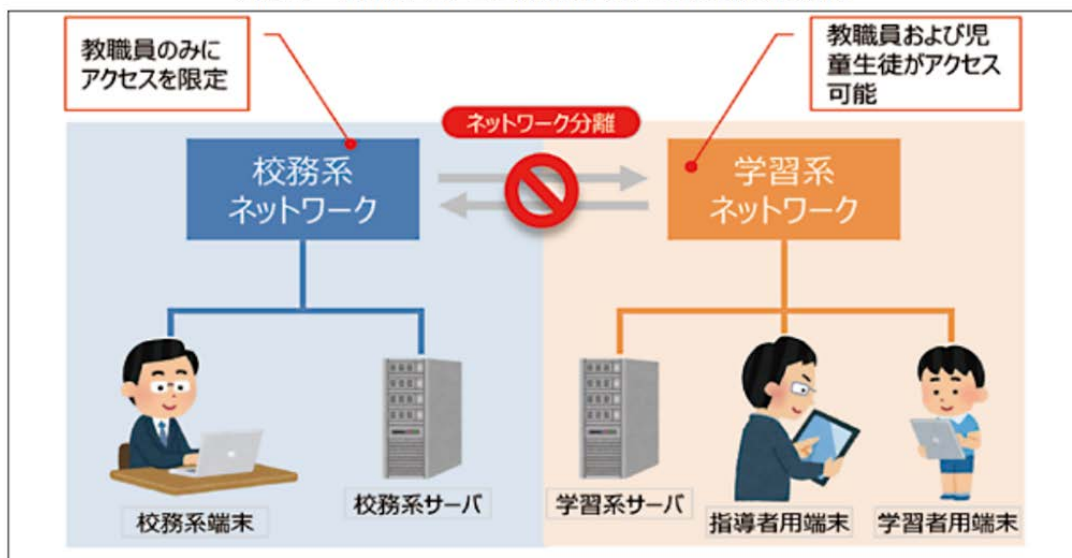 教職員のみに
アクセスを限定
教職員および児
童生徒がアクセス
可能
ネットワーク分離
校務系
ネットワーク
学習系
ネットワーク
校務系端末
校務系サーバ
学習系サーバ
指導者用端末
学習者用端末